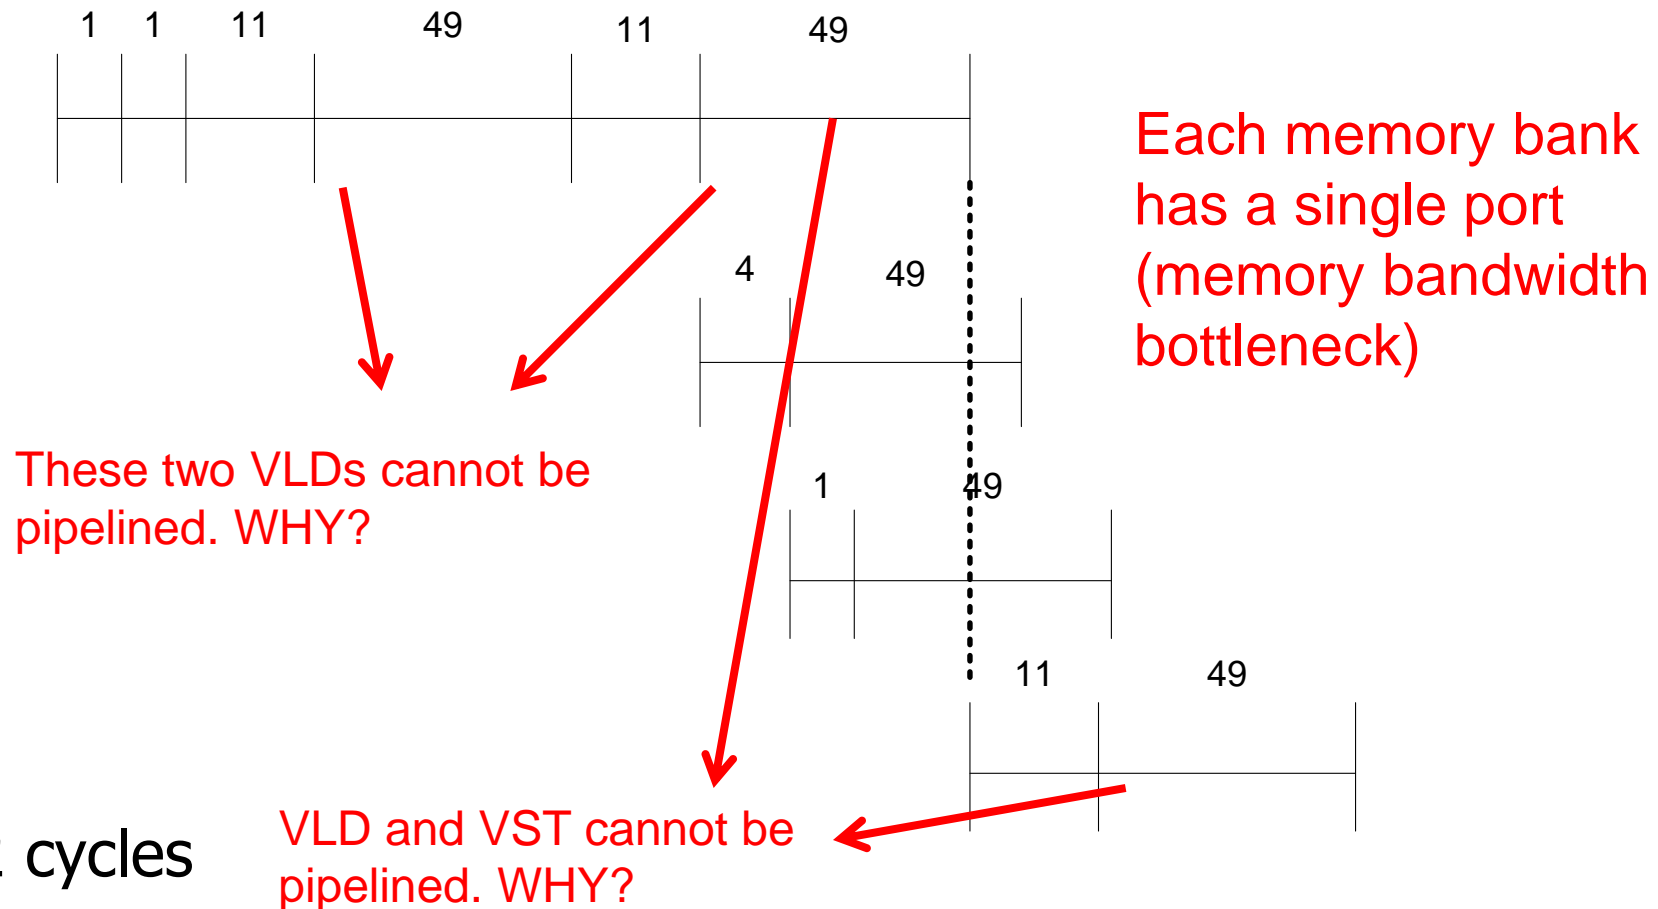 1 1 11 49 11 49
Each memory bank
has a single port
(memory bandwidth
bottleneck)
4 49
These two VLDs cannot be
pipelined. WHY?
1 49
11 49
VLD and VST cannot be
pipelined. WHY?
cycles